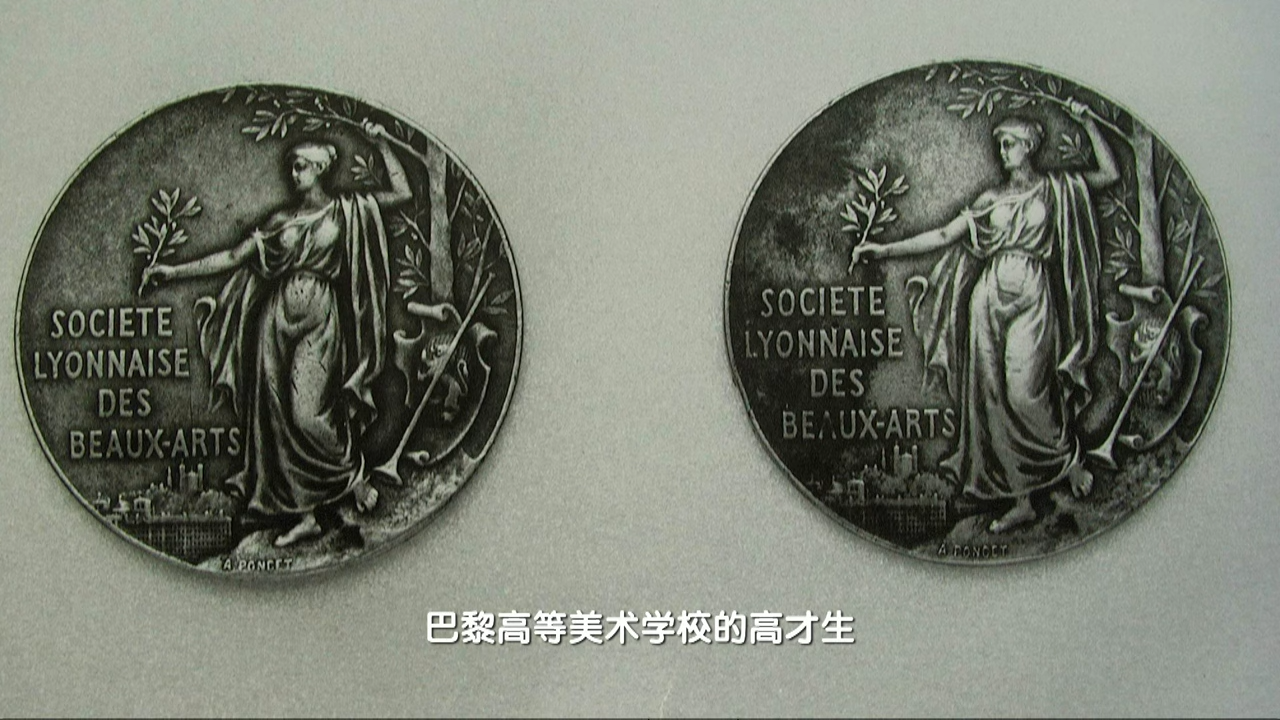 SOCIETE
LYONNAISE
DES
BEAUX-ARTS
A PONCET
SOCIETE
LYONNAISE
DES
BEAUX-ARTS
A PONCET
巴黎高等美术学校的高才生